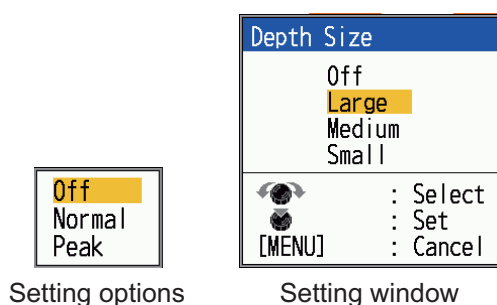 Off
Normal
Peak
Setting options
Depth Size
Off
Large
Medium
Small
: Select
: Set
[MENU] : Cancel
Setting window